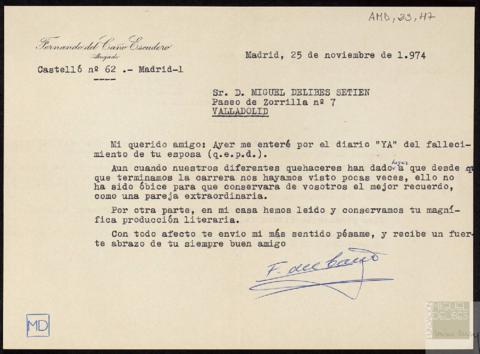 AMD, 23, 47
Fernando del Caño Escudero
Abogado
Castelló nº 62 .- Madrid-1
Madrid, 25 de noviembre de 1.974
Sr. D. MIGUEL DELIBES SETIEN
Paseo de Zorrilla nº 7
VALLADOLID
Mi querido amigo: Ayer me enteré por el diario "YA" del falleci-
miento de tu esposa (q.e.p.d.).
Aun cuando nuestros diferentes quehaceres han dado lugar a que desde q
que terminamos la carrera nos hayamos visto pocas veces, ello no
ha sido óbice para que conservara de vosotros el mejor recuerdo,
como una pareja extraordinaria.
Por otra parte, en mi casa hemos leido y conservamos tu magní-
fica producción literaria.
Con todo afecto te envio mi más sentido pésame, y recibe un fuer-
te abrazo de tu siempre buen amigo
F. del Caño
MD
MIGUEL
DELIBES